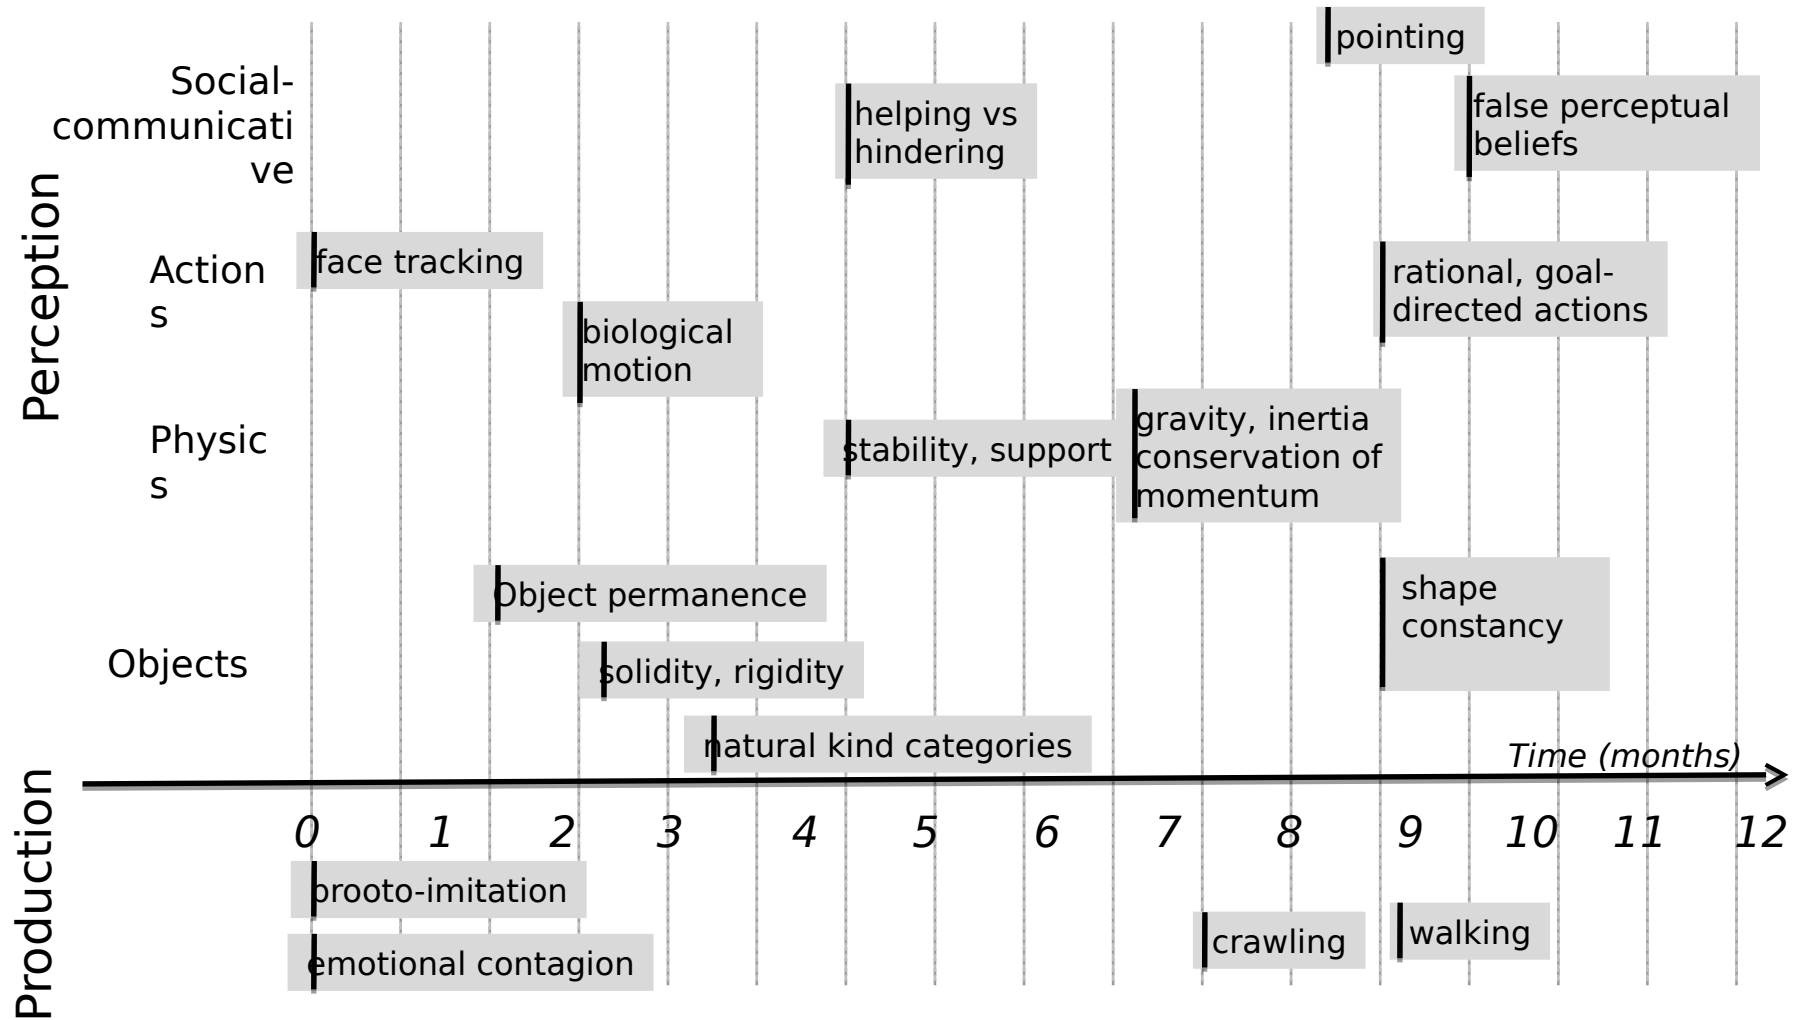 pointing
Social-
communicati
ve
helping vs
hindering
false perceptual
beliefs
Perception
face tracking
Action
s
rational, goal-
directed actions
biological
motion
Physic
s
stability, support
gravity, inertia
conservation of
momentum
Object permanence
shape
constancy
Objects
solidity, rigidity
natural kind categories
Time (months)
0 1 2 3 4 5 6 7 8 9 10 11 12
Production
prooto-imitation
crawling
walking
emotional contagion